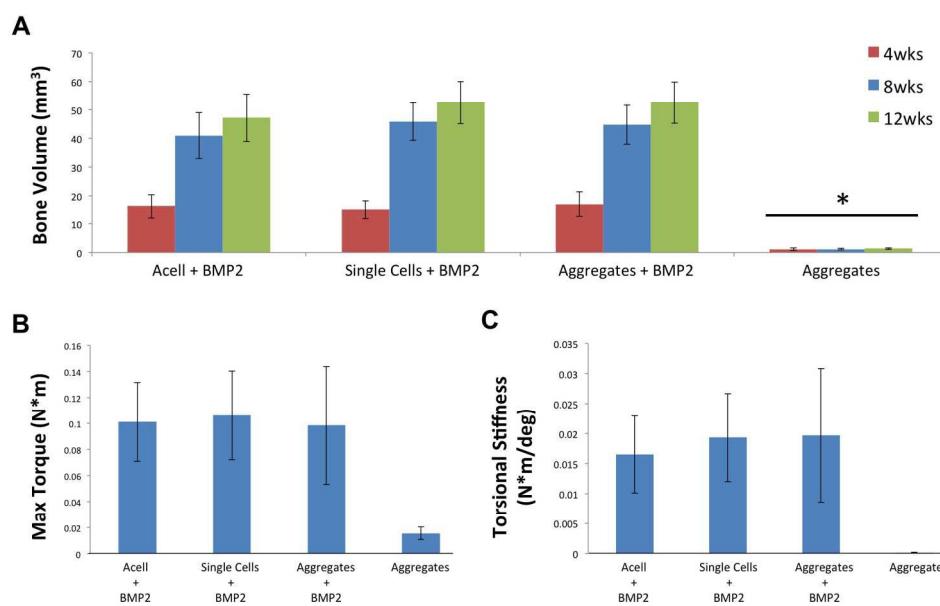 A
Bone Volume (mm³)
70
60
50
40
30
20
10
0
Acell + BMP2
Single Cells + BMP2
Aggregates + BMP2
Aggregates
*
4wks
8wks
12wks
B
Max Torque (N*m)
0.16
0.14
0.12
0.1
0.08
0.06
0.04
0.02
0
Acell
+
BMP2
Single Cells
+
BMP2
Aggregates
+
BMP2
Aggregates
C
Torsional Stiffness
(N*m/deg)
0.035
0.03
0.025
0.02
0.015
0.01
0.005
0
Acell
+
BMP2
Single Cells
+
BMP2
Aggregates
+
BMP2
Aggregate